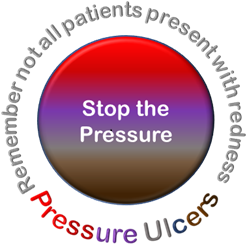 Remember not all patients present with redness
Stop the
Pressure
Pressure Ulcers